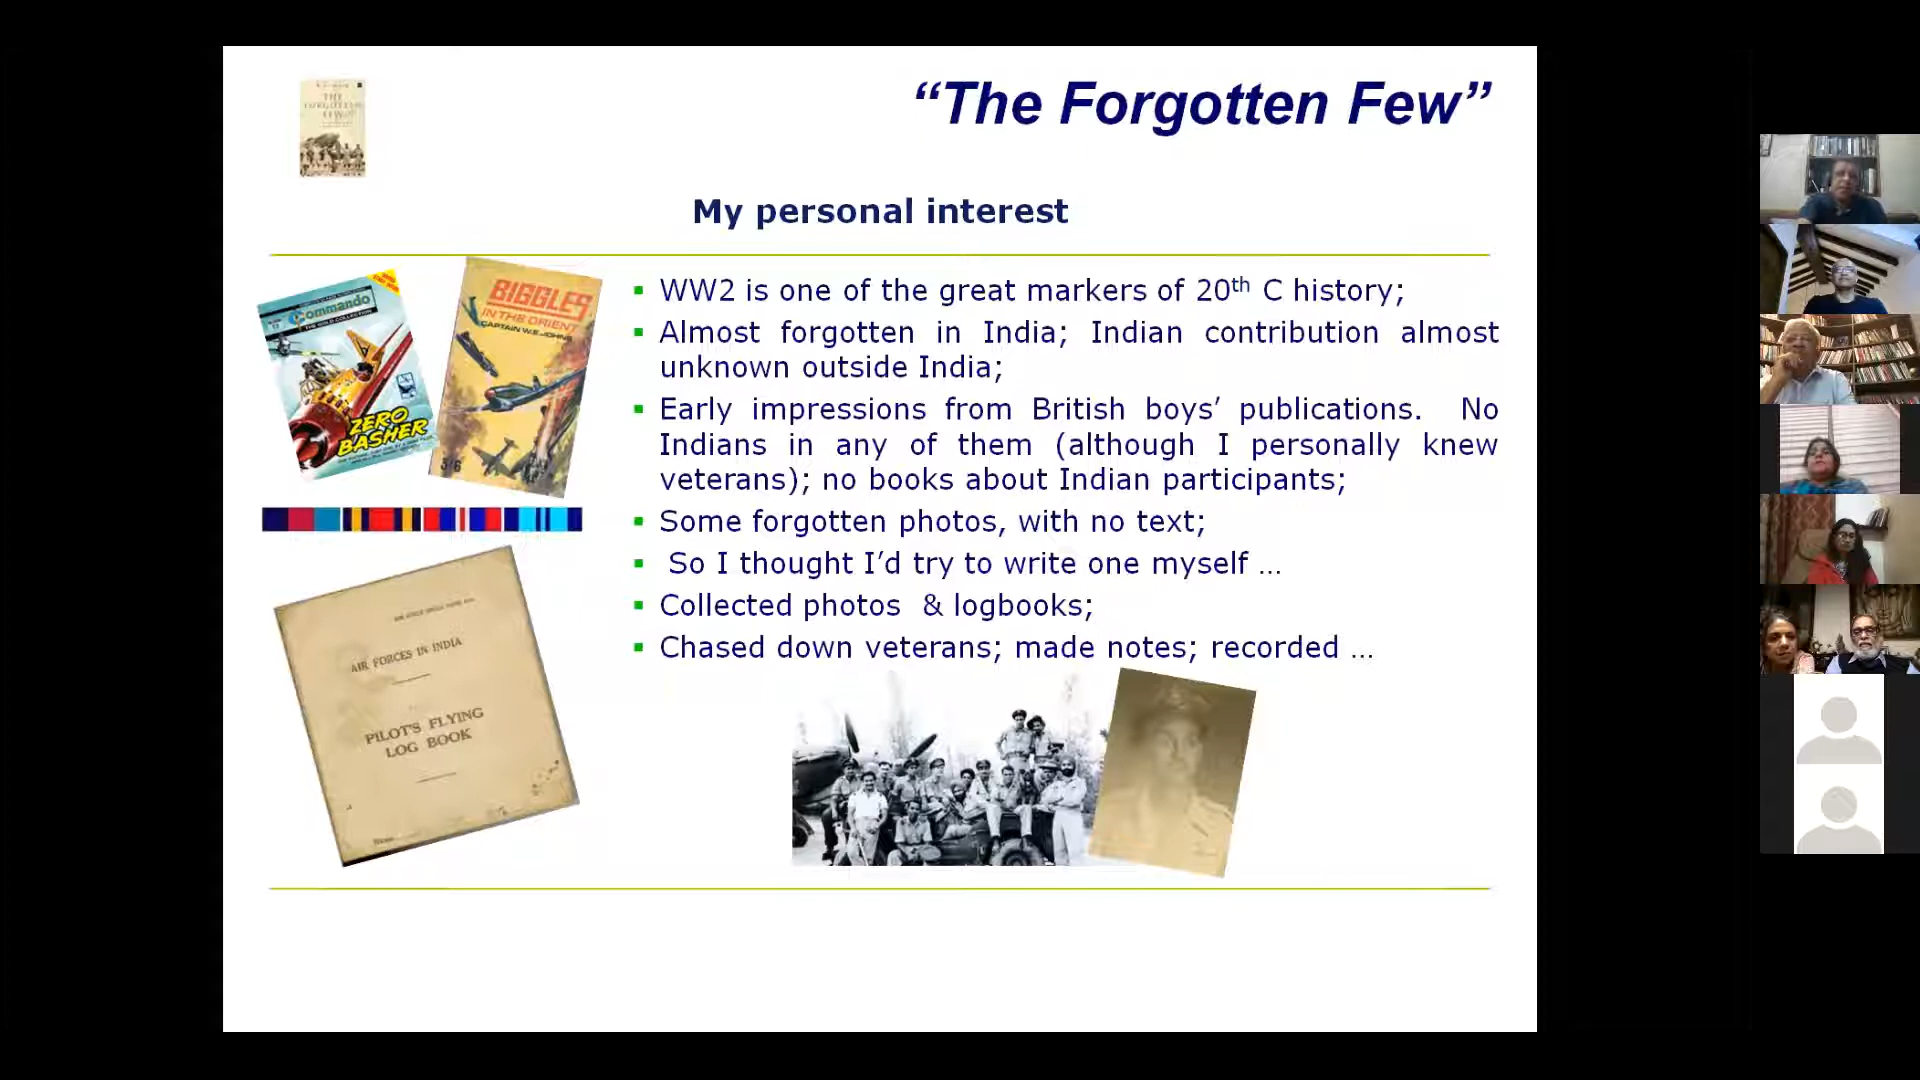 THE
FORGOTTEN
FEW
“The Forgotten Few”
My personal interest
Commando
ZERO
BASHER
BIGGLES
IN THE ORIENT
CAPTAIN W.E. JOHNS
3/6
▪ WW2 is one of the great markers of 20th C history;
▪ Almost forgotten in India; Indian contribution almost
unknown outside India;
▪ Early impressions from British boys’ publications. No
Indians in any of them (although I personally knew
veterans); no books about Indian participants;
▪ Some forgotten photos, with no text;
▪ So I thought I’d try to write one myself …
▪ Collected photos & logbooks;
▪ Chased down veterans; made notes; recorded …
AIR FORCES IN INDIA
PILOT'S FLYING
LOG BOOK